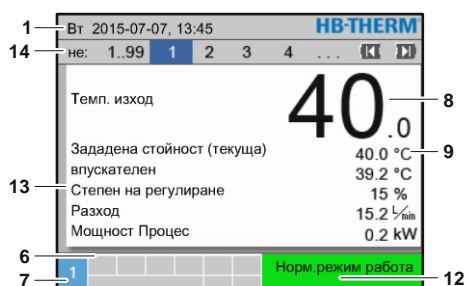 1 Вт 2015-07-07, 13:45 HB-THERM
14 не: 1..99 1 2 3 4 ...
Темп. изход 40.0 8
Зададена стойност (текуща) 40.0 °C 9
впускателен 39.2 °C
13 Степен на регулиране 15 %
Разход 15.2 L/min
Мощност Процес 0.2 kW
6
7 1 Норм.режим работа 12